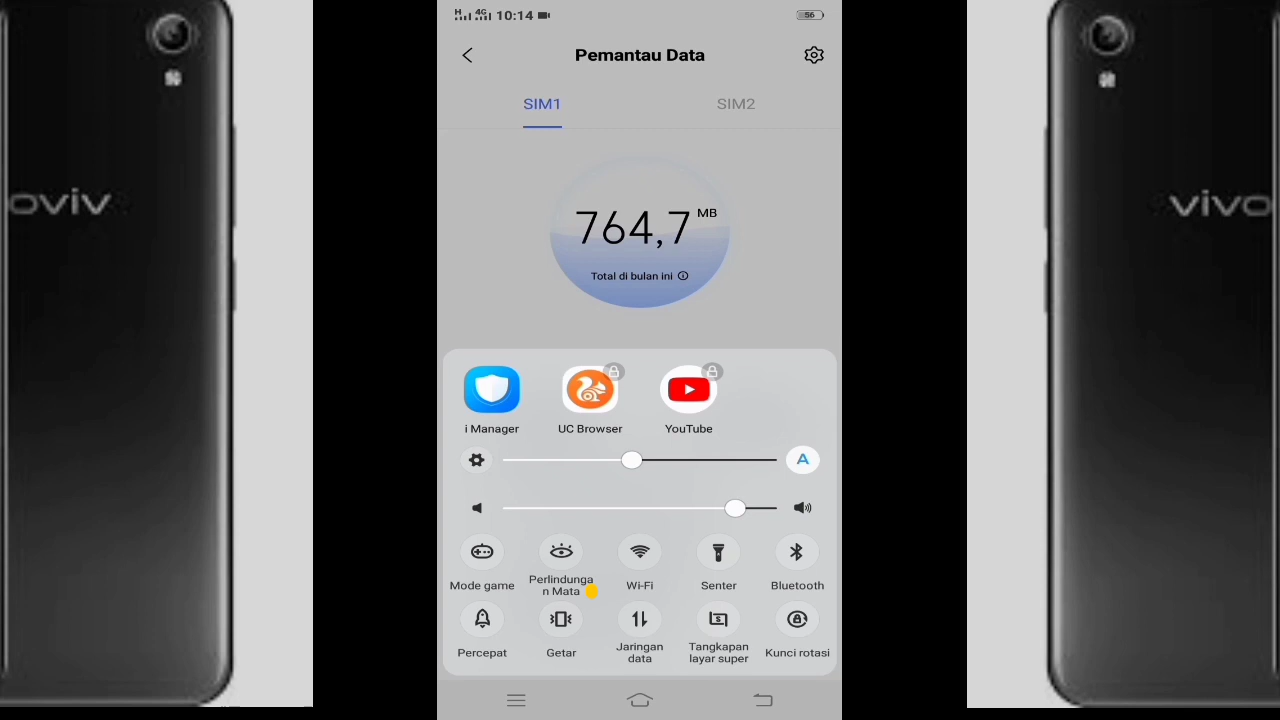 H 4G 10:14 56
Pemantau Data
SIM1 SIM2
764,7 MB
Total di bulan ini
i Manager UC Browser YouTube
A
Mode game Perlindunga
n Mata Wi-Fi Senter Bluetooth
Percepat Getar Jaringan
data Tangkapan
layar super Kunci rotasi
vivo
vivo